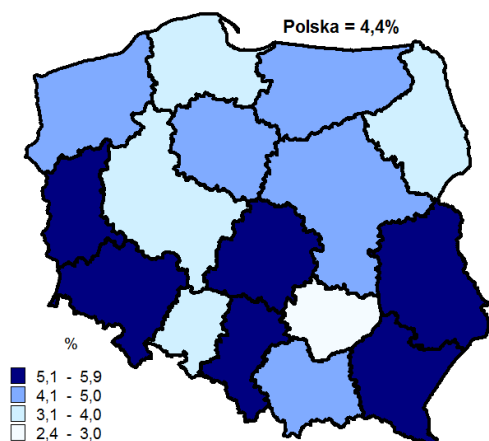 Polska = 4,4%
%
5,1 - 5,9
4,1 - 5,0
3,1 - 4,0
2,4 - 3,0